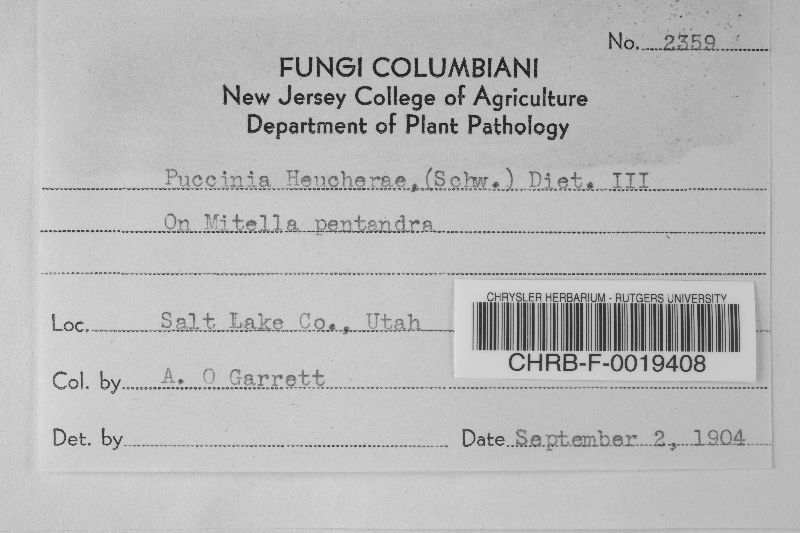 No. 2359
FUNGI COLUMBIANI
New Jersey College of Agriculture
Department of Plant Pathology
Puccinia Heucherae,(Schw.) Diet. III
On Mitella pentandra
CHRYSLER HERBARIUM - RUTGERS UNIVERSITY
CHRB-F-0019408
Loc. Salt Lake Co., Utah
Col. by A. O Garrett
Det. by
Date September 2, 1904